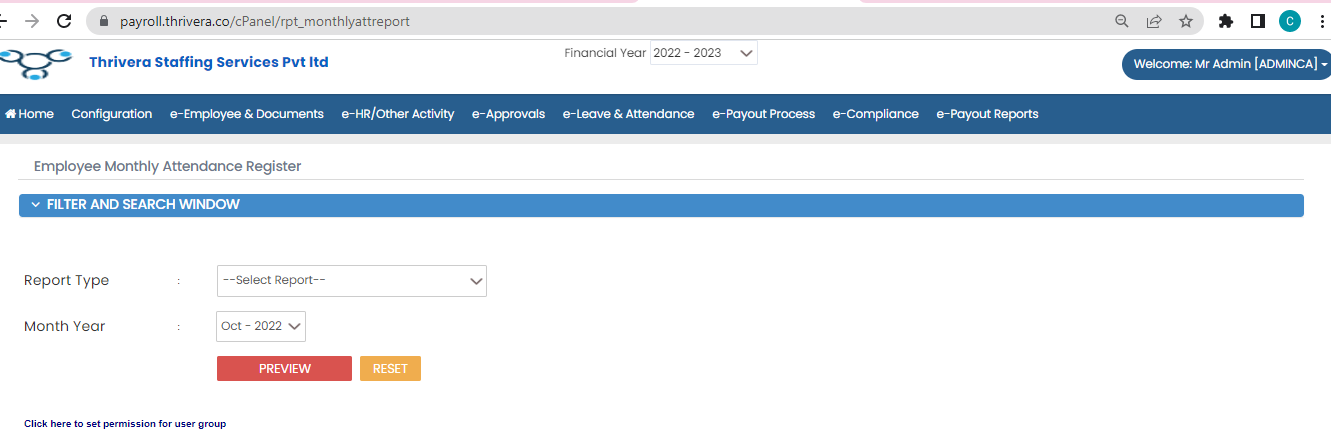 payroll.thrivera.co/cPanel/rpt_monthlyattreport
C
Thrivera Staffing Services Pvt ltd
Financial Year 2022 - 2023
Welcome: Mr Admin [ADMINCA]
Home Configuration e-Employee & Documents e-HR/Other Activity e-Approvals e-Leave & Attendance e-Payout Process e-Compliance e-Payout Reports
Employee Monthly Attendance Register
FILTER AND SEARCH WINDOW
Report Type : --Select Report--
Month Year : Oct - 2022
PREVIEW RESET
Click here to set permission for user group